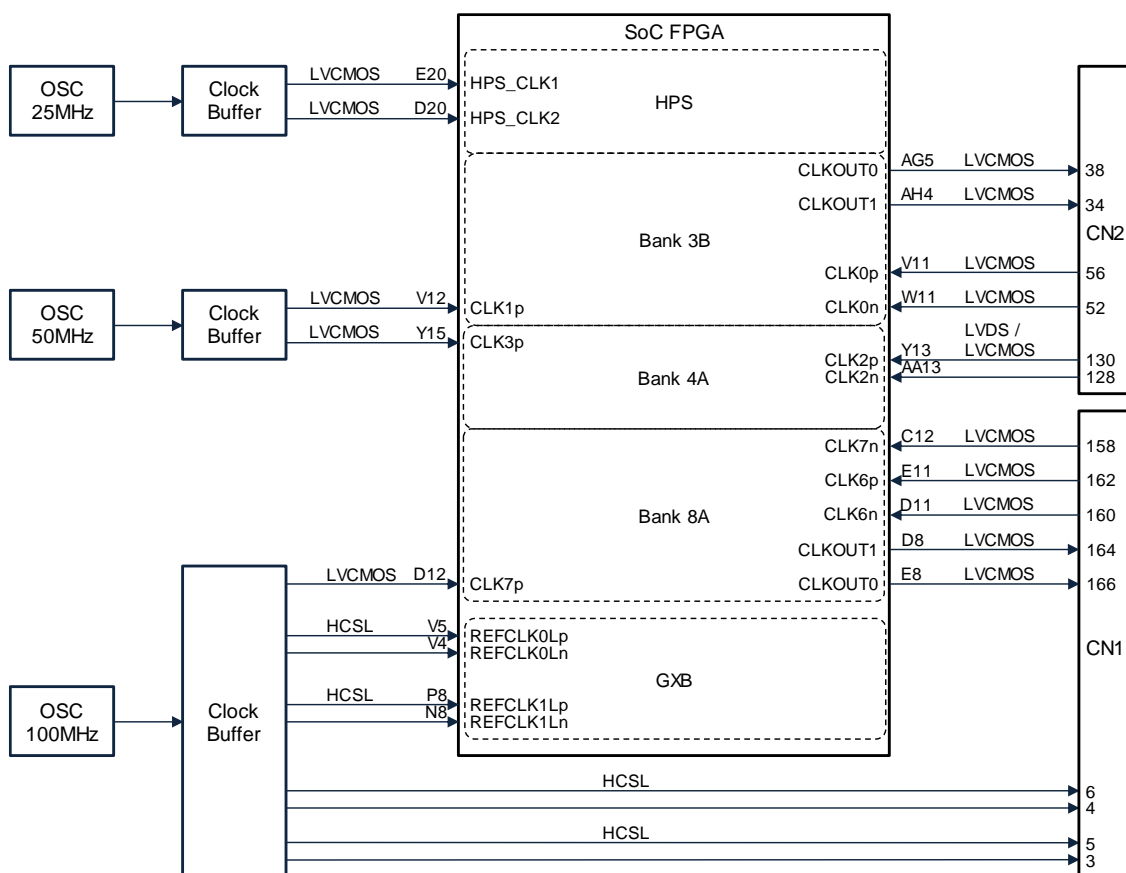 SoC FPGA
OSC
25MHz
Clock
Buffer
LVCMOS E20
LVCMOS D20
HPS_CLK1
HPS_CLK2
HPS
CLKOUT0 AG5 LVCMOS 38
CLKOUT1 AH4 LVCMOS 34
CN2
Bank 3B
CLK0p V11 LVCMOS 56
CLK0n W11 LVCMOS 52
OSC
50MHz
Clock
Buffer
LVCMOS V12
LVCMOS Y15
CLK1p
CLK3p
LVDS /
CLK2p Y13 LVCMOS 130
CLK2n AA13 128
Bank 4A
CLK7n C12 LVCMOS 158
CLK6p E11 LVCMOS 162
CLK6n D11 LVCMOS 160
Bank 8A
CLKOUT1 D8 LVCMOS 164
CLKOUT0 E8 LVCMOS 166
LVCMOS D12 CLK7p
HCSL V5 REFCLK0Lp
V4 REFCLK0Ln
CN1
GXB
HCSL P8 REFCLK1Lp
N8 REFCLK1Ln
OSC
100MHz
Clock
Buffer
HCSL 6
4
HCSL 5
3